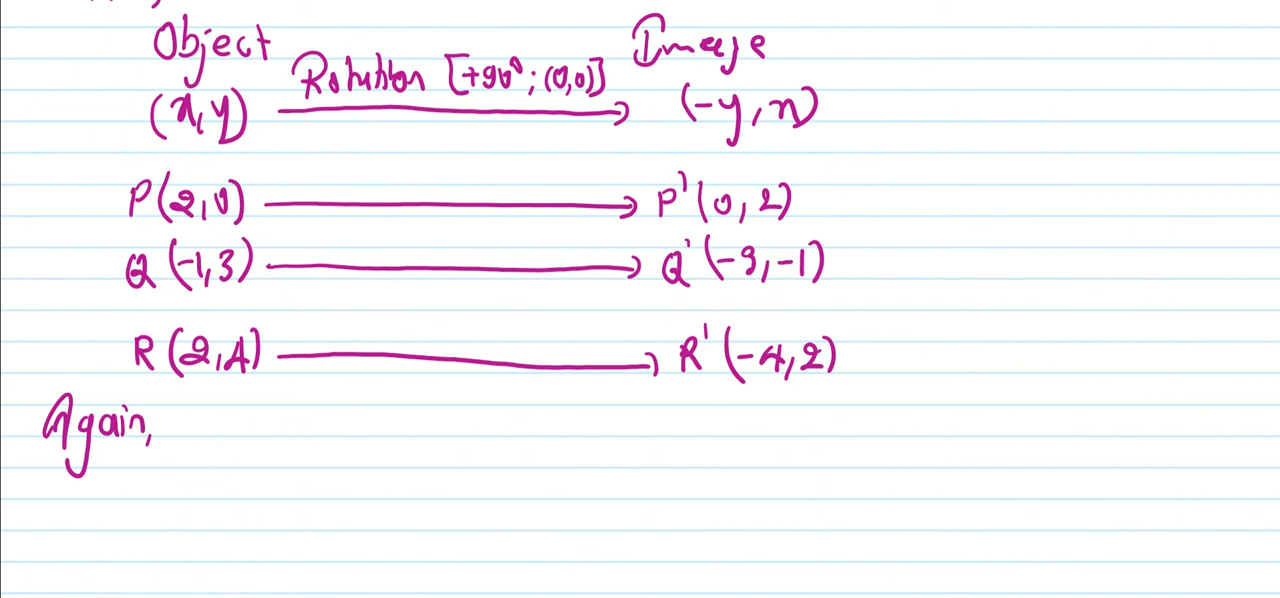 Object Rotation [+90°; (0,0)] Image
(x,y) → (-y,x)
P(2,0) → P'(0,2)
Q(-1,3) → Q'(-3,-1)
R(2,4) → R'(-4,2)
Again,